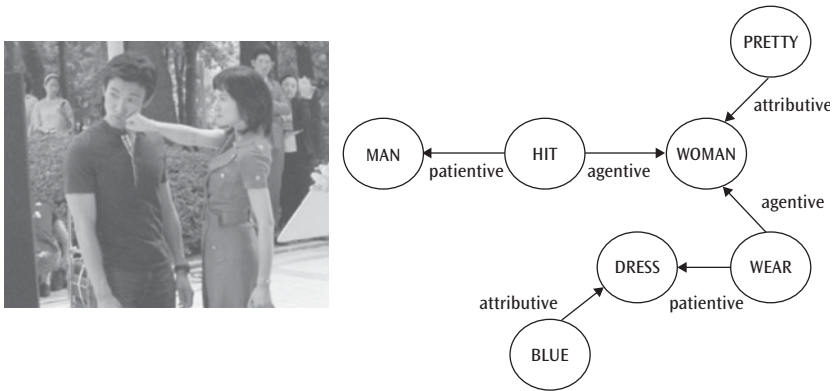 PRETTY
attributive
MAN
HIT
WOMAN
patientive
agentive
agentive
DRESS
WEAR
attributive
patientive
BLUE